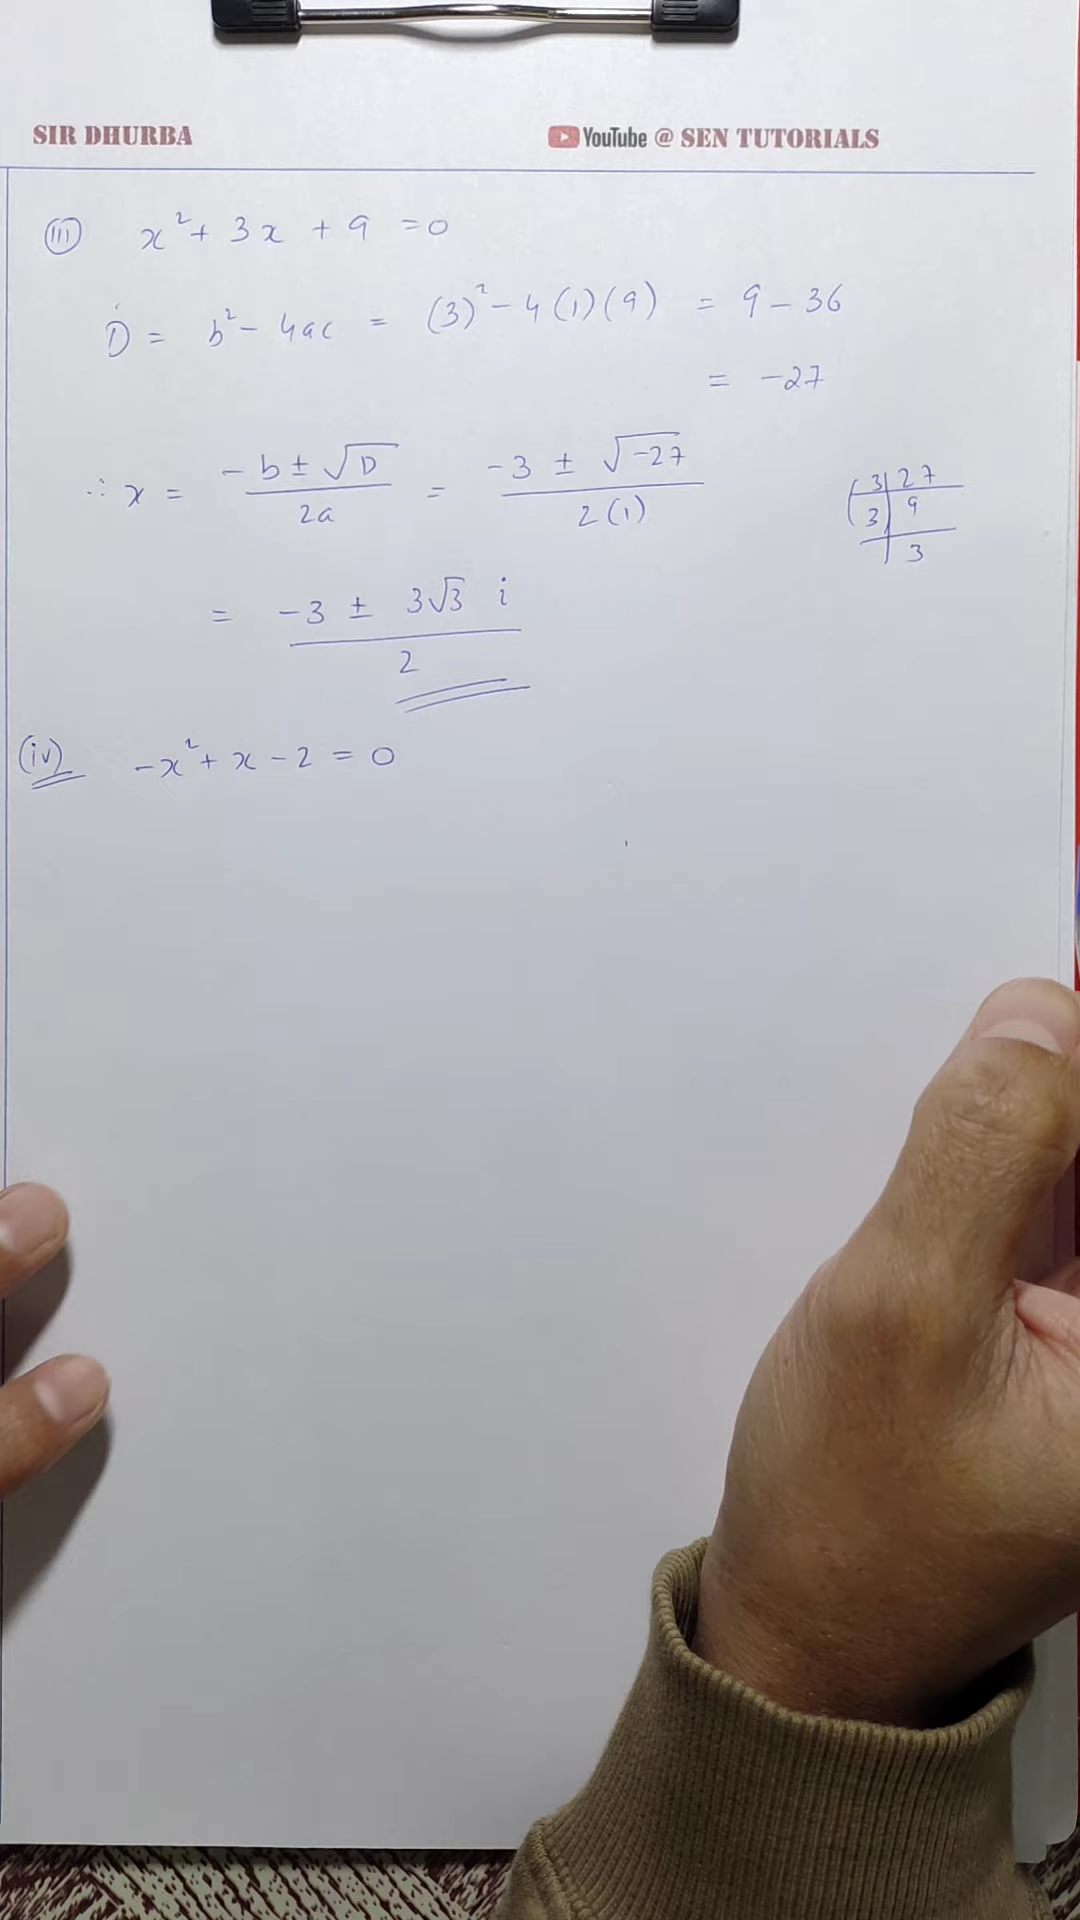 SIR DHURBA
YouTube @ SEN TUTORIALS
(iii) x² + 3x + 9 = 0
D = b² - 4ac = (3)² - 4(1)(9) = 9 - 36
= -27
∴ x = (-b ± √D)/2a = (-3 ± √-27)/2(1)
3|27
3|9
3
= (-3 ± 3√3 i)/2
(iv) -x² + x - 2 = 0